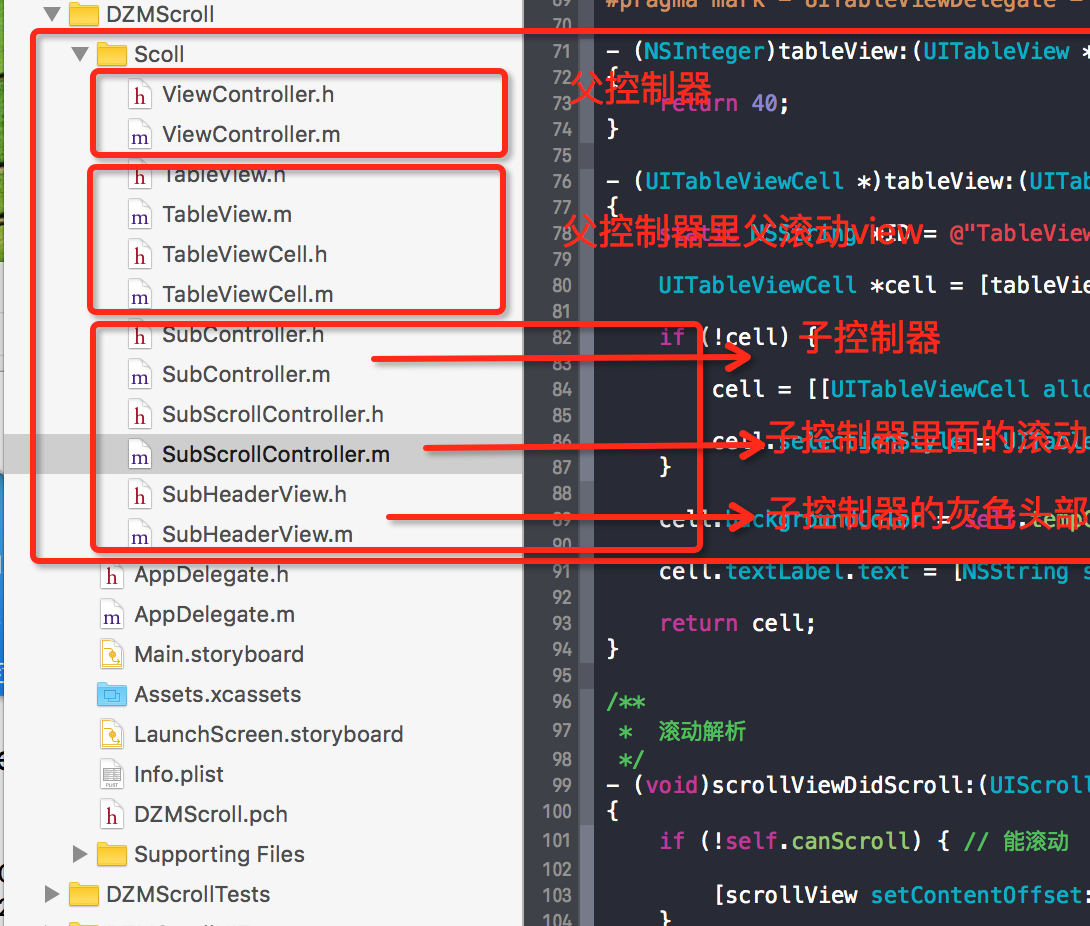 DZMScroll
Scoll
ViewController.h
ViewController.m
TableView.h
TableView.m
TableViewCell.h
TableViewCell.m
SubController.h
SubController.m
SubScrollController.h
SubScrollController.m
SubHeaderView.h
SubHeaderView.m
AppDelegate.h
AppDelegate.m
Main.storyboard
Assets.xcassets
LaunchScreen.storyboard
Info.plist
DZMScroll.pch
Supporting Files
DZMScrollTests
69 #pragma mark - UITableViewDelegate -
70
71 - (NSInteger)tableView:(UITableView *
72 {
73 return 40;
74 }
75
76 - (UITableViewCell *)tableView:(UITab
77 {
78 static NSString *ID = @"TableView
79
80 UITableViewCell *cell = [tableVie
81
82 if (!cell) {
83
84 cell = [[UITableViewCell allo
85
86 cell.selectionStyle = UITable
87 }
88
89 cell.backgroundColor = self.tempC
90
91 cell.textLabel.text = [NSString s
92
93 return cell;
94 }
95
96 /**
97 * 滚动解析
98 */
99 - (void)scrollViewDidScroll:(UIScroll
100 {
101 if (!self.canScroll) { // 能滚动
102
103 [scrollView setContentOffset:
104 }
父控制器
父控制器里父滚动view
子控制器
子控制器里面的滚动
子控制器的灰色头部